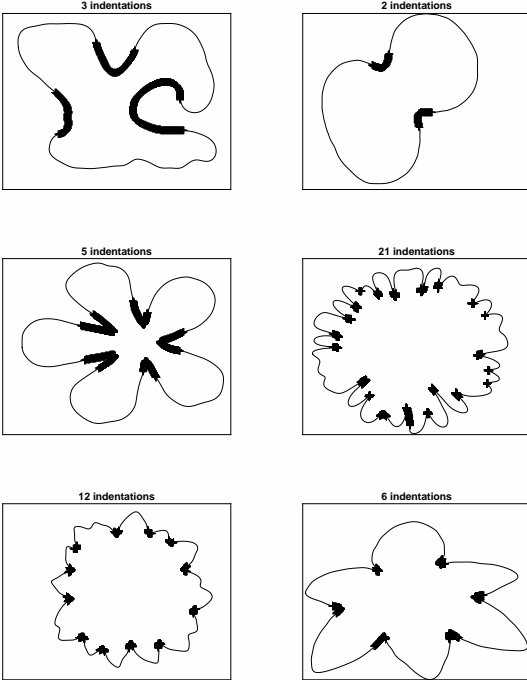 3 indentations
2 indentations
5 indentations
21 indentations
12 indentations
6 indentations